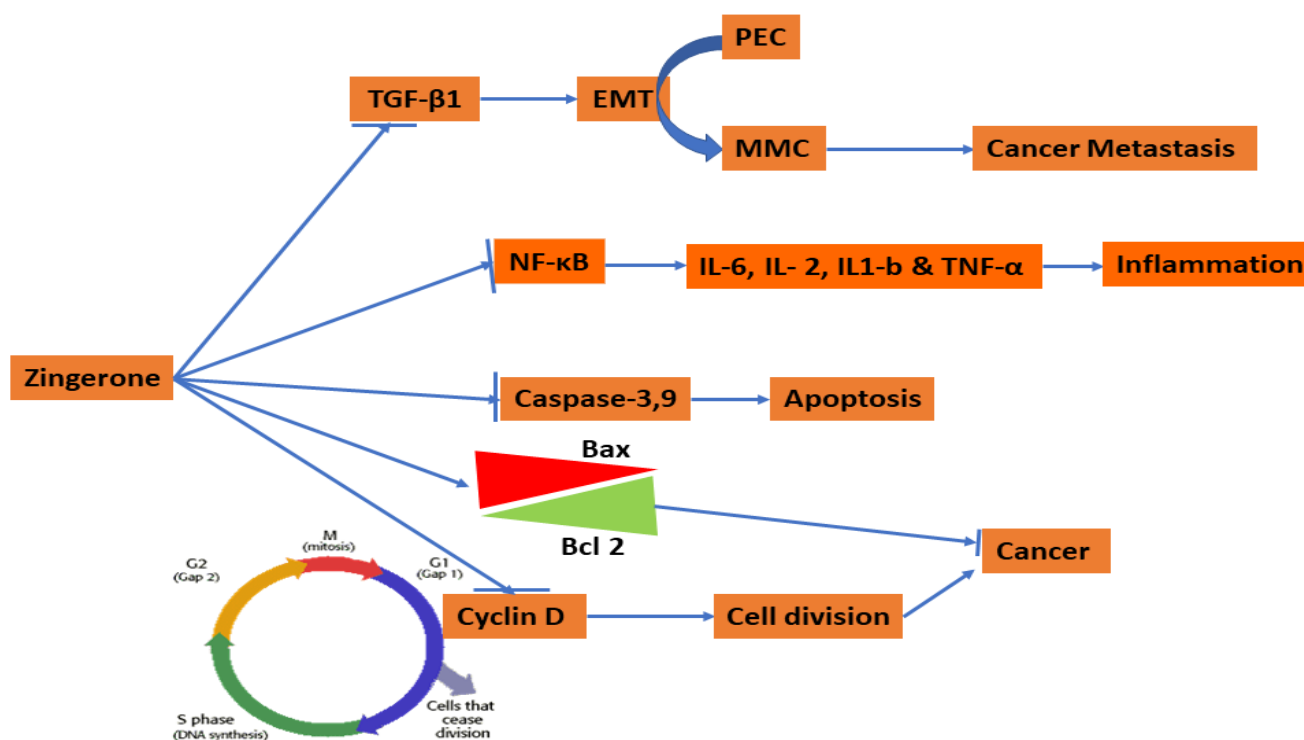 PEC
TGF-β1
EMT
MMC
Cancer Metastasis
NF-κB
IL-6, IL- 2, IL1-b & TNF-α
Inflammation
Zingerone
Caspase-3,9
Apoptosis
Bax
Bcl 2
Cancer
Cyclin D
Cell division
M
(mitosis)
G2
(Gap 2)
G1
(Gap 1)
S phase
(DNA synthesis)
Cells that
cease
division